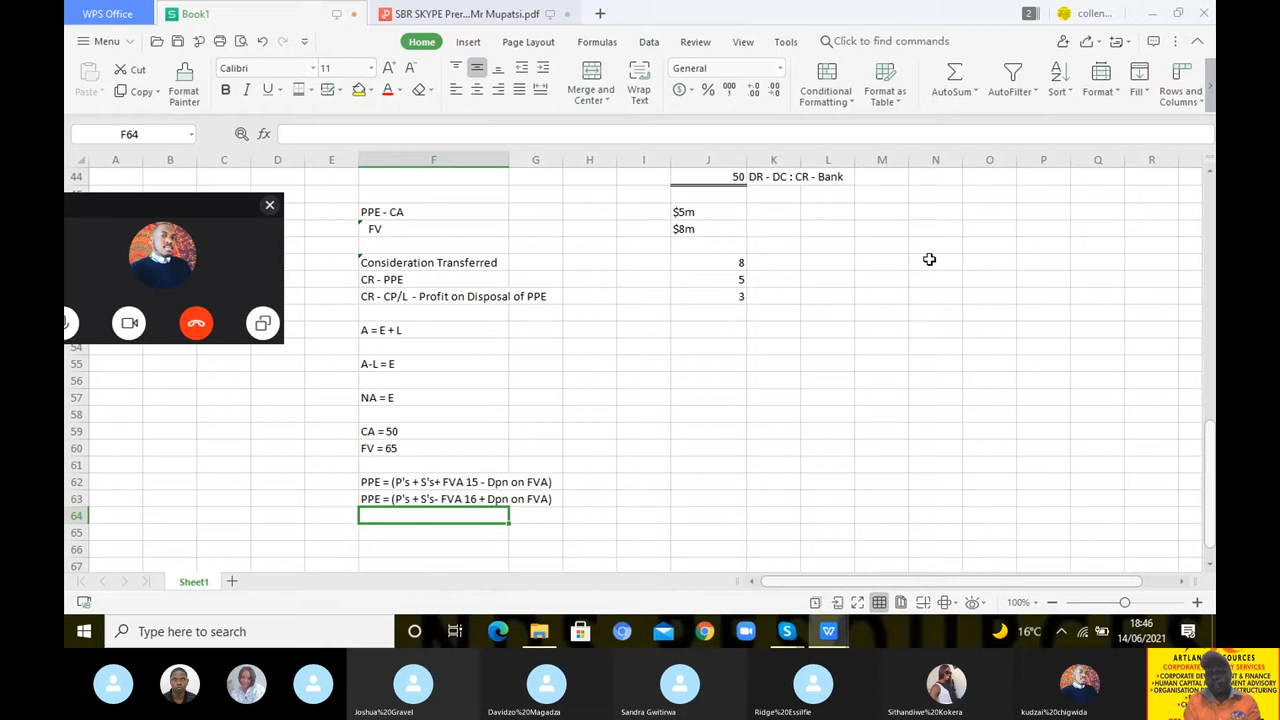 WPS Office
Book1
SBR SKYPE Prer...Mr Mupatsi.pdf
2
collen...
Menu
Home
Insert
Page Layout
Formulas
Data
Review
View
Tools
Click to find commands
Paste
Cut
Copy
Format Painter
Calibri
11
General
Merge and Center
Wrap Text
Conditional Formatting
Format as Table
AutoSum
AutoFilter
Sort
Format
Fill
Rows and Columns
F64
A B C D E F G H I J K L M N O P Q R
44 50 DR - DC : CR - Bank
PPE - CA $5m
FV $8m
Consideration Transferred 8
CR - PPE 5
CR - CP/L - Profit on Disposal of PPE 3
A = E + L
54
55 A-L = E
56
57 NA = E
58
59 CA = 50
60 FV = 65
61
62 PPE = (P's + S's+ FVA 15 - Dpn on FVA)
63 PPE = (P's + S's- FVA 16 + Dpn on FVA)
64
65
66
67
Sheet1
100%
Type here to search
16°C
18:46
14/06/2021
Joshua%20Gravel
Davidzo%20Magadza
Sandra Gwitirwa
Ridge%20Essilfie
Sithandiwe%20Kokera
kudzai%20chigwida